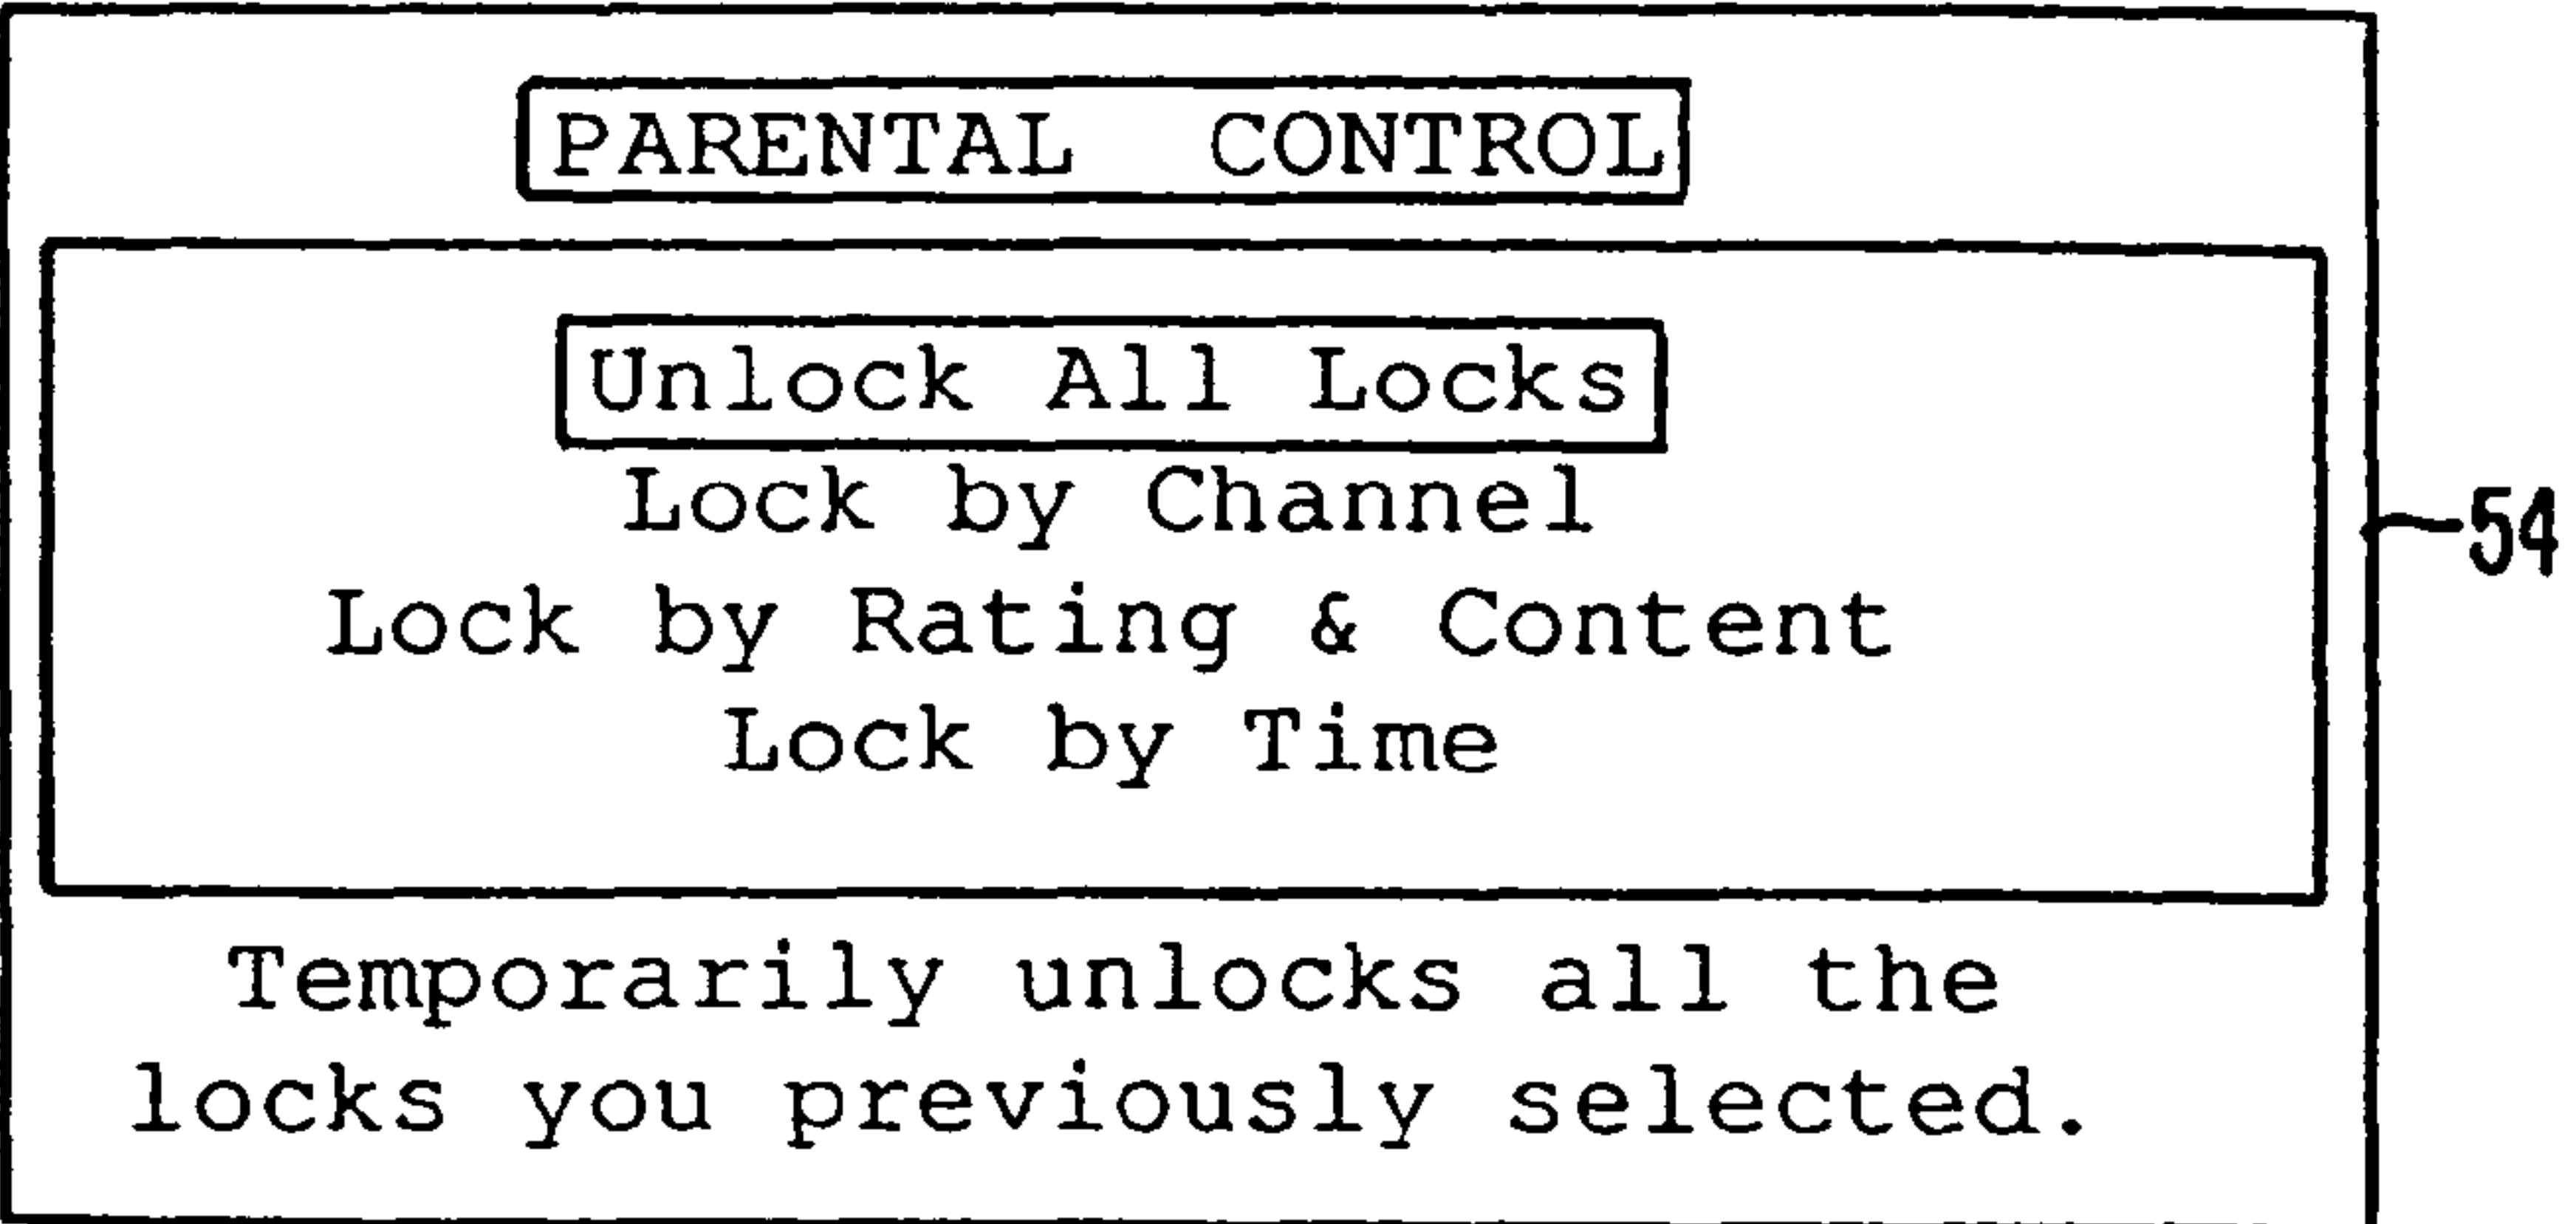 PARENTAL CONTROL
Unlock All Locks
Lock by Channel
Lock by Rating & Content
Lock by Time
54
Temporarily unlocks all the
locks you previously selected.